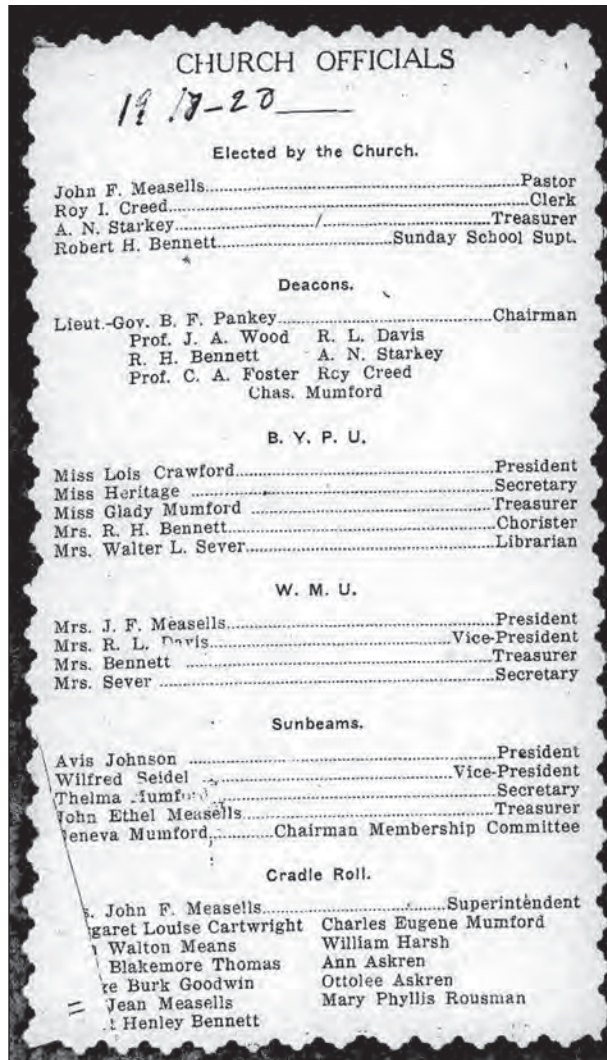 CHURCH OFFICIALS
Elected by the Church.
John F. Measells Pastor
Roy I. Creed Clerk
A. N. Starkey Treasurer
Robert H. Bennett Sunday School Supt.
Deacons.
Lieut.-Gov. B. F. Pankey Chairman
Prof. J. A. Wood R. L. Davis
R. H. Bennett A. N. Starkey
Prof. C. A. Foster Roy Creed
Chas. Mumford
B. Y. P. U.
Miss Lois Crawford President
Miss Heritage Secretary
Miss Glady Mumford Treasurer
Mrs. R. H. Bennett Chorister
Mrs. Walter L. Sever Librarian
W. M. U.
Mrs. J. F. Measells President
Mrs. R. L. Davis Vice-President
Mrs. Bennett Treasurer
Mrs. Sever Secretary
Sunbeams.
Avis Johnson President
Wilfred Seidel Vice-President
Thelma Mumford Secretary
John Ethel Measells Treasurer
Mumford Chairman Membership Committee
Cradle Roll.
John F. Measells Superintendent
Louise Cartwright Charles Eugene Mumford
Walton Means William Harsh
Blakemore Thomas Ann Askren
Burk Goodwin Ottolee Askren
Jean Measells Mary Phyllis Rousman
Henley Bennett